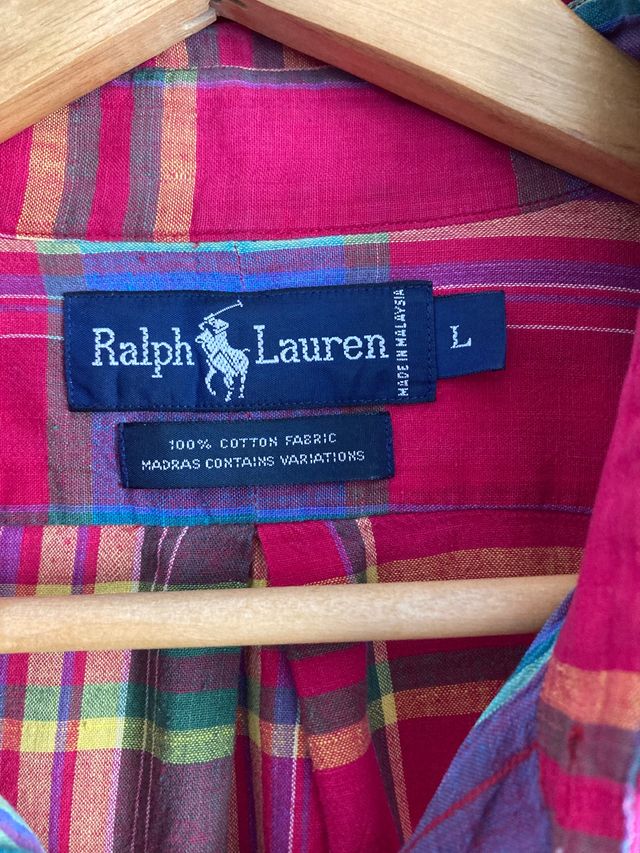 Ralph Lauren
MADE IN MALAYSIA
L
100% COTTON FABRIC
MADRAS CONTAINS VARIATIONS